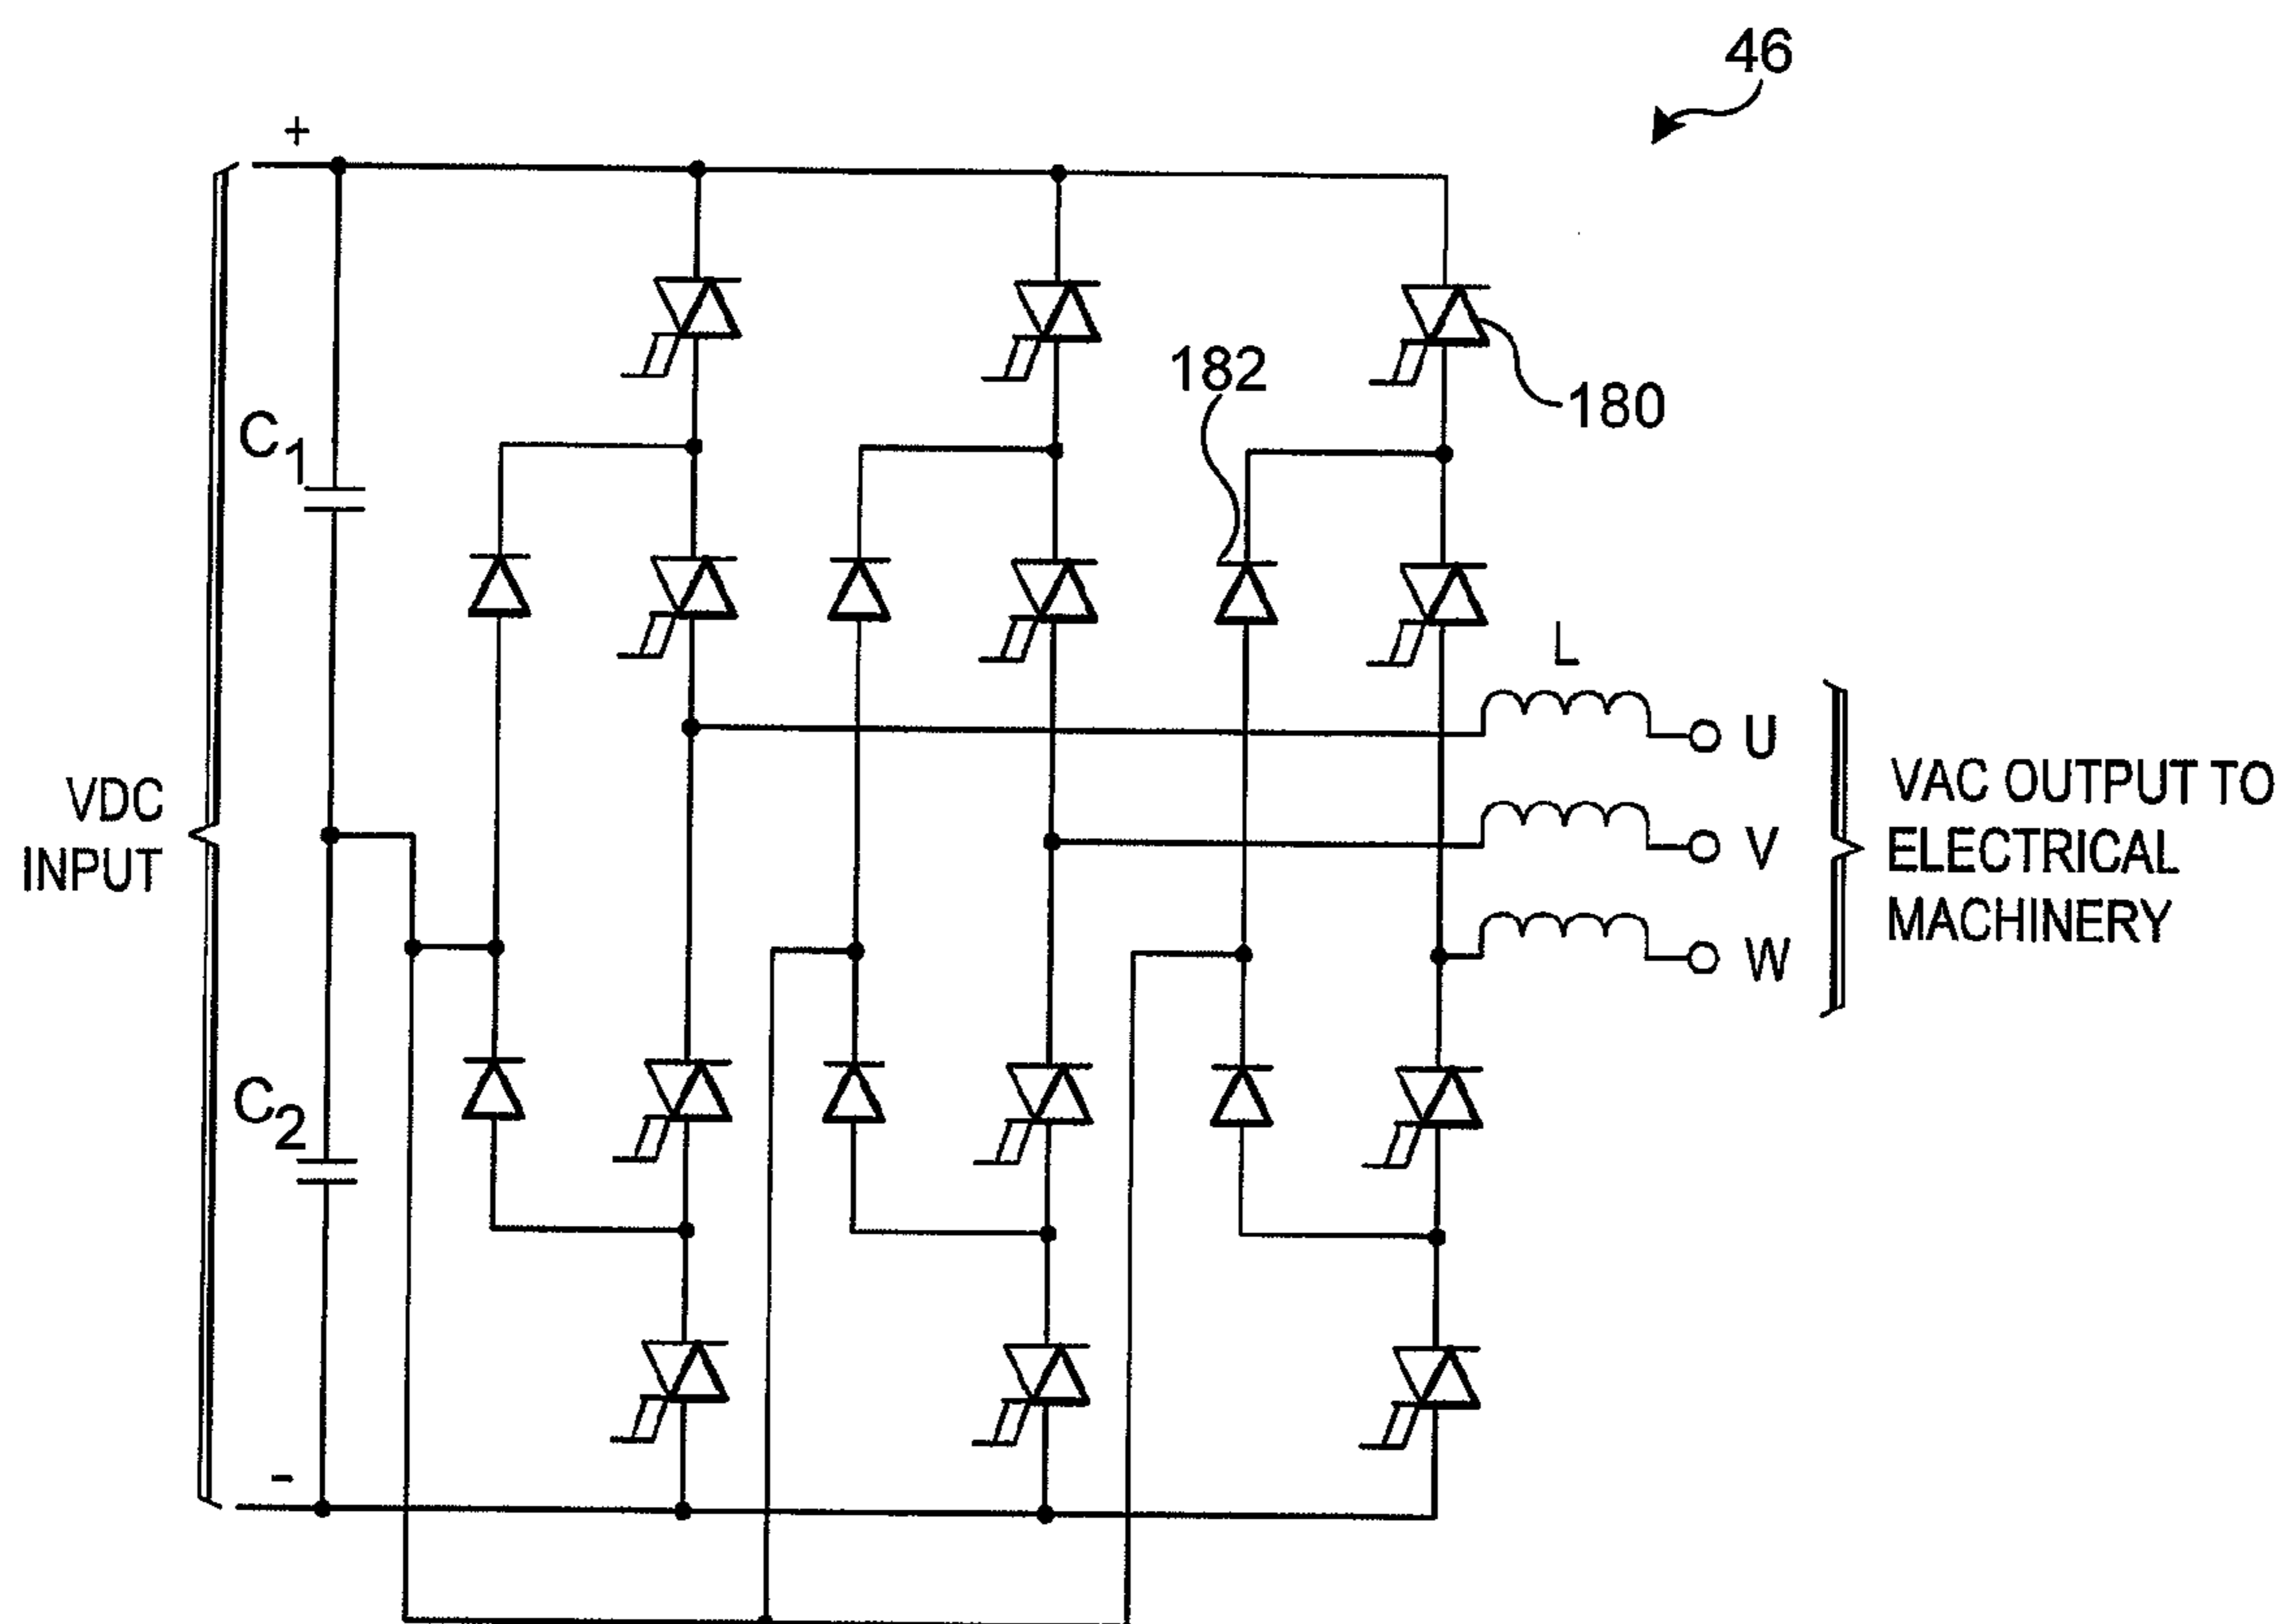 46
+
182
180
C1
L
U
VDC
INPUT
V
W
VAC OUTPUT TO
ELECTRICAL
MACHINERY
C2
-